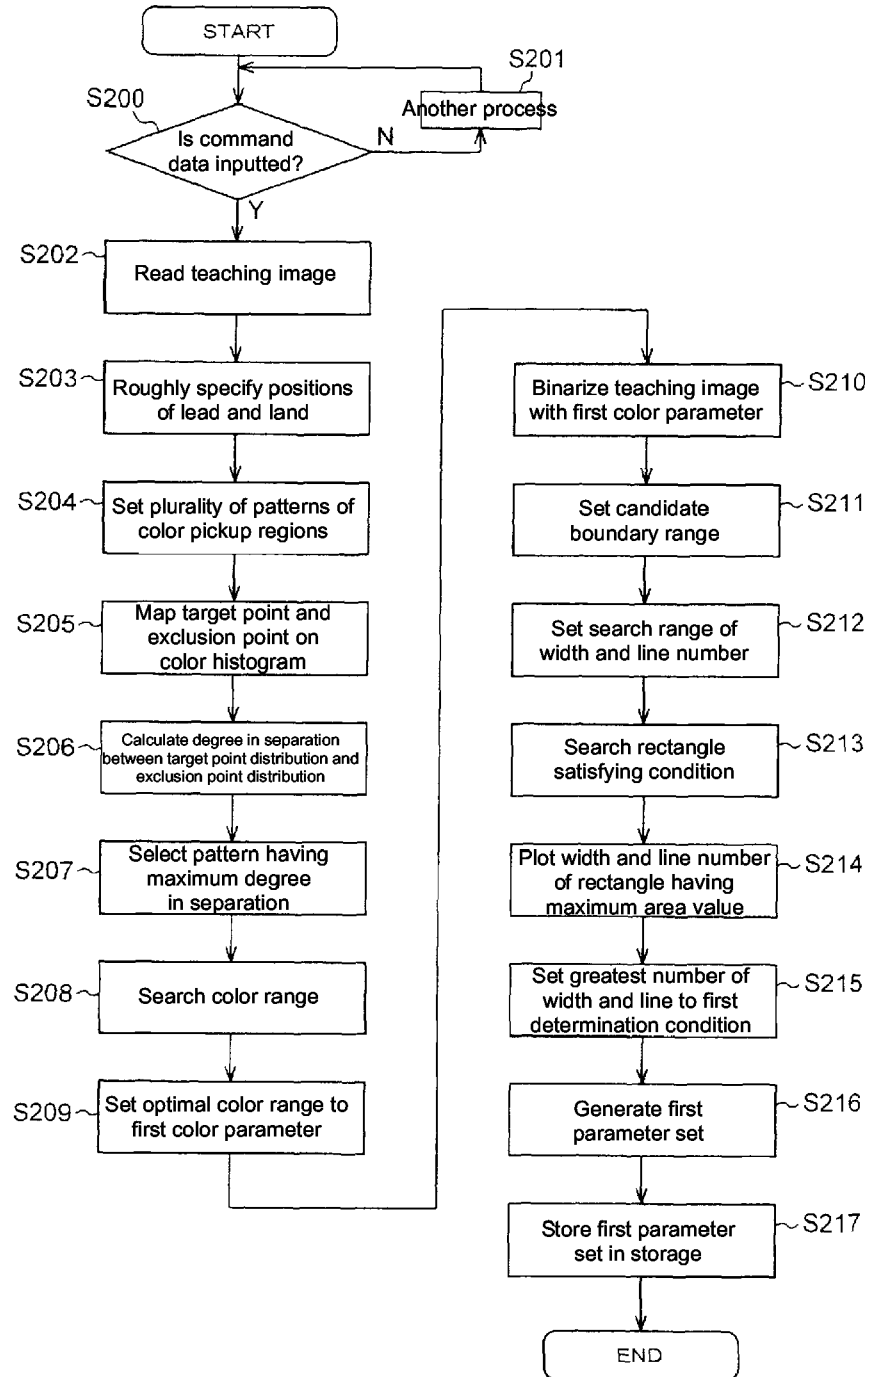 START
S201
Another process
S200
Is command
data inputted?
N
Y
S202
Read teaching image
S203
Roughly specify positions
of lead and land
S204
Set plurality of patterns of
color pickup regions
S205
Map target point and
exclusion point on
color histogram
S206
Calculate degree in separation
between target point distribution and
exclusion point distribution
S207
Select pattern having
maximum degree
in separation
S208
Search color range
S209
Set optimal color range to
first color parameter
S210
Binarize teaching image
with first color parameter
S211
Set candidate
boundary range
S212
Set search range of
width and line number
S213
Search rectangle
satisfying condition
S214
Plot width and line number
of rectangle having
maximum area value
S215
Set greatest number of
width and line to first
determination condition
S216
Generate first
parameter set
S217
Store first parameter
set in storage
END